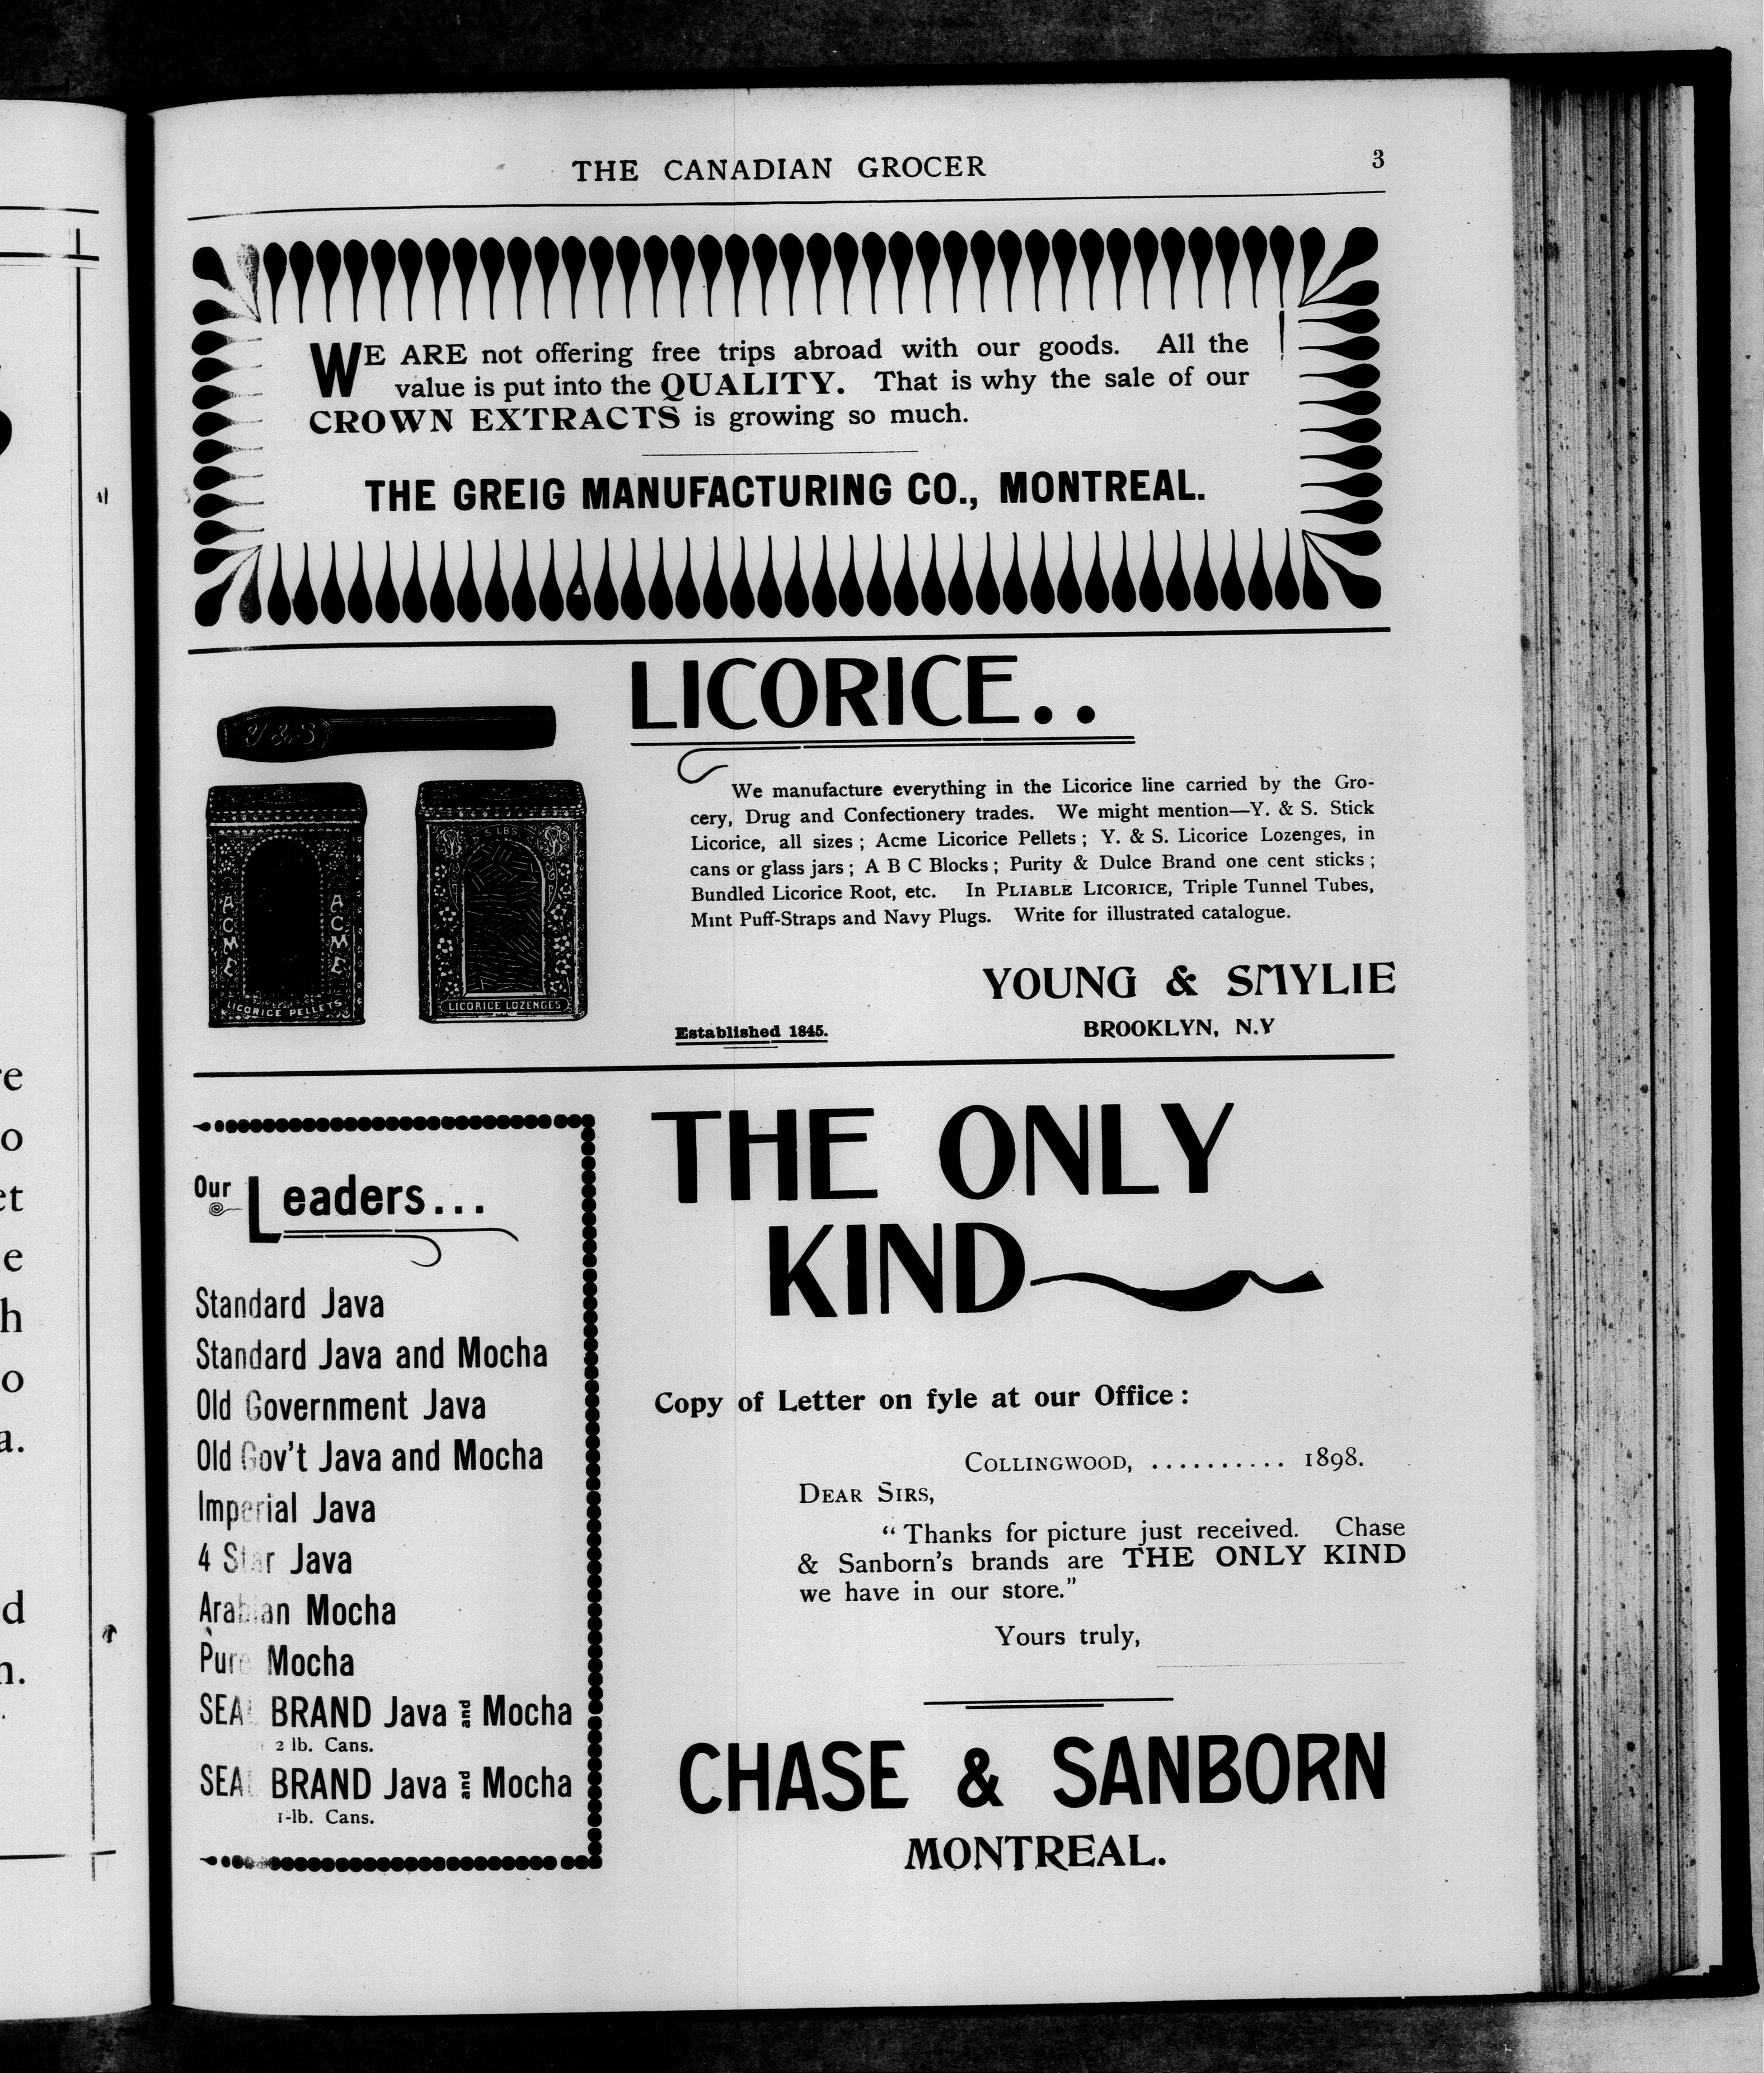 THE CANADIAN GROCER 3
WE ARE not offering free trips abroad with our goods. All the
value is put into the QUALITY. That is why the sale of our
CROWN EXTRACTS is growing so much.
THE GREIG MANUFACTURING CO., MONTREAL.
LICORICE..
Y & S
ACME
ACME
LICORICE PELLETS
5 LBS
LICORICE LOZENGES
We manufacture everything in the Licorice line carried by the Gro-
cery, Drug and Confectionery trades. We might mention—Y. & S. Stick
Licorice, all sizes; Acme Licorice Pellets; Y. & S. Licorice Lozenges, in
cans or glass jars; A B C Blocks; Purity & Dulce Brand one cent sticks;
Bundled Licorice Root, etc. In PLIABLE LICORICE, Triple Tunnel Tubes,
Mint Puff-Straps and Navy Plugs. Write for illustrated catalogue.
YOUNG & SMYLIE
Established 1845.
BROOKLYN, N.Y
Our Leaders...
Standard Java
Standard Java and Mocha
Old Government Java
Old Gov't Java and Mocha
Imperial Java
4 Star Java
Arabian Mocha
Pure Mocha
SEAL BRAND Java and Mocha
2 lb. Cans.
SEAL BRAND Java and Mocha
1-lb. Cans.
THE ONLY
KIND
Copy of Letter on fyle at our Office:
COLLINGWOOD, .......... 1898.
DEAR SIRS,
"Thanks for picture just received. Chase
& Sanborn's brands are THE ONLY KIND
we have in our store."
Yours truly,
CHASE & SANBORN
MONTREAL.